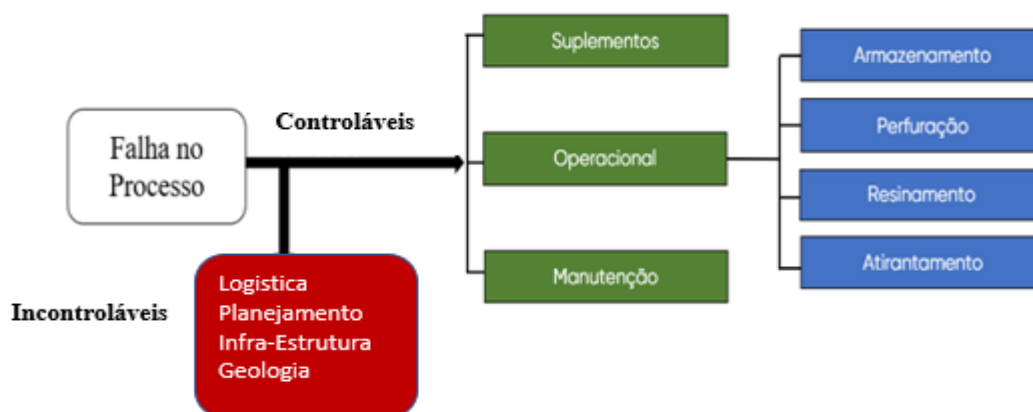 Falha no
Processo
Controláveis
Incontroláveis
Logistica
Planejamento
Infra-Estrutura
Geologia
Suplementos
Operacional
Manutenção
Armazenamento
Perfuração
Resinamento
Atirantamento